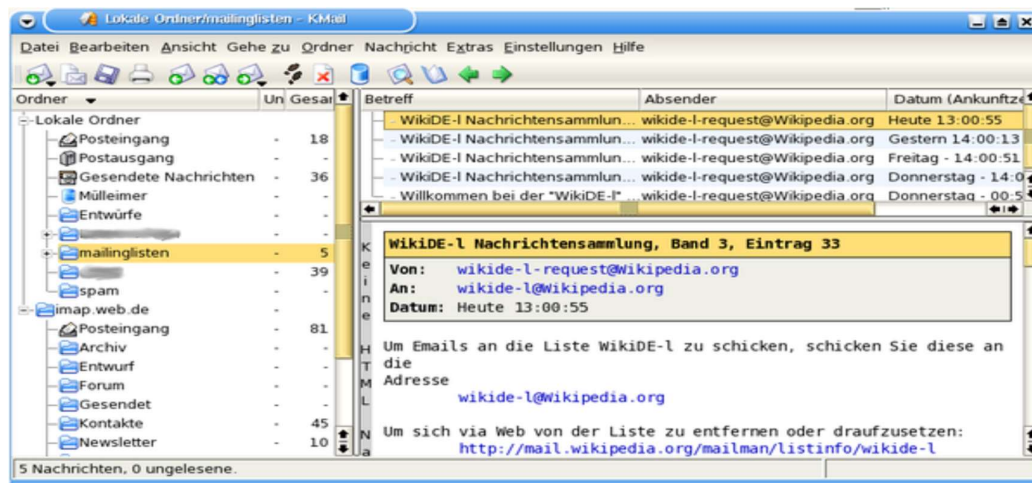 Lokale Ordner/mailinglisten - KMail
Datei Bearbeiten Ansicht Gehe zu Ordner Nachricht Extras Einstellungen Hilfe
Ordner Un Gesar
Lokale Ordner
Posteingang - 18
Postausgang - -
Gesendete Nachrichten - 36
Mülleimer - -
Entwürfe - -
mailinglisten - 5
- 39
spam - -
imap.web.de -
Posteingang - 81
Archiv - -
Entwurf - -
Forum - -
Gesendet - -
Kontakte - 45
Newsletter - 10
Betreff Absender Datum (Ankunftze
WikiDE-l Nachrichtensammlun... wikide-l-request@Wikipedia.org Heute 13:00:55
WikiDE-l Nachrichtensammlun... wikide-l-request@Wikipedia.org Gestern 14:00:13
WikiDE-l Nachrichtensammlun... wikide-l-request@Wikipedia.org Freitag - 14:00:51
WikiDE-l Nachrichtensammlun... wikide-l-request@Wikipedia.org Donnerstag - 14:0
Willkommen bei der "WikiDE-l" ...wikide-l-request@Wikipedia.org Donnerstag - 00:5
Keine HTML Na
WikiDE-l Nachrichtensammlung, Band 3, Eintrag 33
Von: wikide-l-request@Wikipedia.org
An: wikide-l@Wikipedia.org
Datum: Heute 13:00:55
Um Emails an die Liste WikiDE-l zu schicken, schicken Sie diese an
die
Adresse
wikide-l@Wikipedia.org
Um sich via Web von der Liste zu entfernen oder draufzusetzen:
http://mail.wikipedia.org/mailman/listinfo/wikide-l
5 Nachrichten, 0 ungelesene.